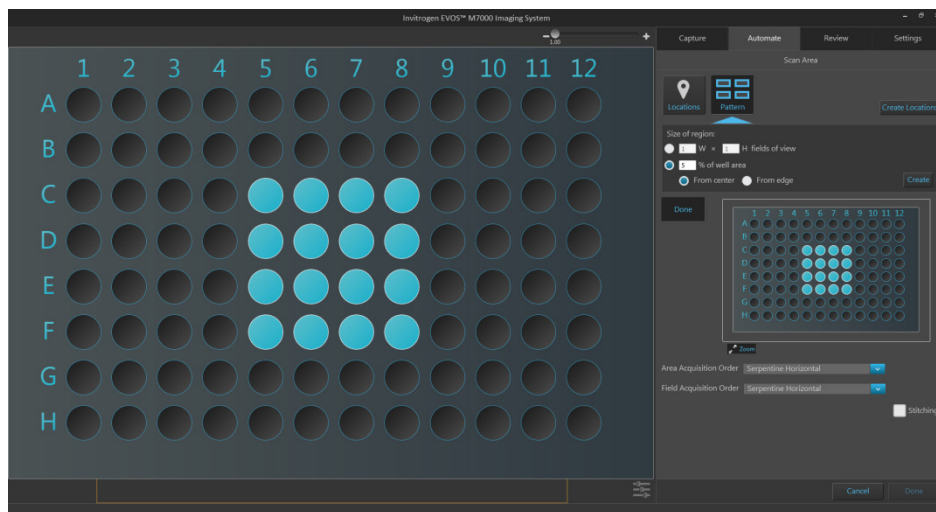 Invitrogen EVOS™ M7000 Imaging System
1.00
Capture Automate Review Settings
Scan Area
Locations Pattern Create Locations
Size of region:
1 W × 1 H fields of view
5 % of well area
From center From edge
Create
Done
1 2 3 4 5 6 7 8 9 10 11 12
A
B
C
D
E
F
G
H
1 2 3 4 5 6 7 8 9 10 11 12
A
B
C
D
E
F
G
H
Zoom
Area Acquisition Order Serpentine Horizontal
Field Acquisition Order Serpentine Horizontal
Stitching
Cancel Done